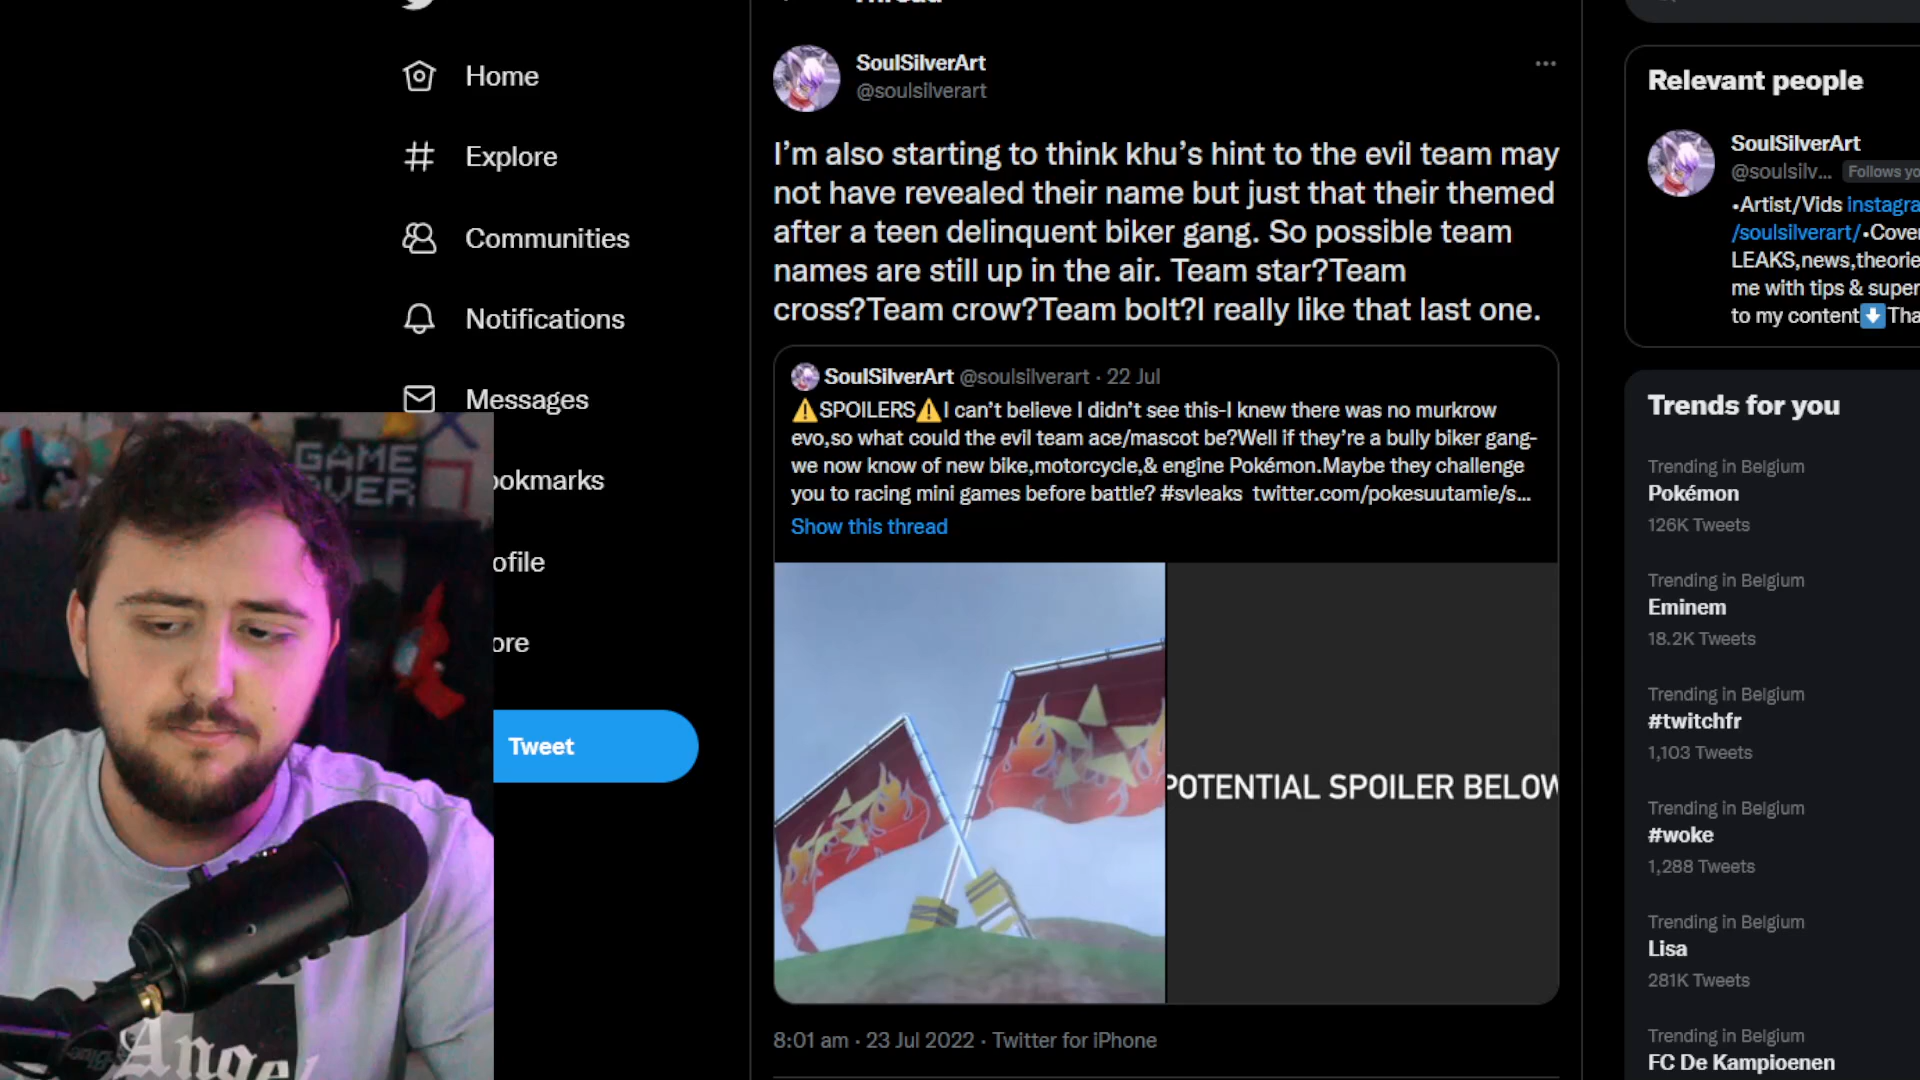 Home
Explore
Communities
Notifications
Messages
ookmarks
ofile
ore
Tweet
GAME
OVER
Angel
SoulSilverArt
@soulsilverart
I’m also starting to think khu’s hint to the evil team may
not have revealed their name but just that their themed
after a teen delinquent biker gang. So possible team
names are still up in the air. Team star?Team
cross?Team crow?Team bolt?I really like that last one.
SoulSilverArt @soulsilverart · 22 Jul
⚠️SPOILERS⚠️I can’t believe I didn’t see this-I knew there was no murkrow
evo,so what could the evil team ace/mascot be?Well if they’re a bully biker gang-
we now know of new bike,motorcycle,& engine Pokémon.Maybe they challenge
you to racing mini games before battle? #svleaks twitter.com/pokesuutamie/s...
Show this thread
POTENTIAL SPOILER BELOW
8:01 am · 23 Jul 2022 · Twitter for iPhone
Relevant people
SoulSilverArt
@soulsilv... Follows yo
•Artist/Vids instagra
/soulsilverart/•Cover
LEAKS,news,theorie
me with tips & super
to my content⬇️Tha
Trends for you
Trending in Belgium
Pokémon
126K Tweets
Trending in Belgium
Eminem
18.2K Tweets
Trending in Belgium
#twitchfr
1,103 Tweets
Trending in Belgium
#woke
1,288 Tweets
Trending in Belgium
Lisa
281K Tweets
Trending in Belgium
FC De Kampioenen